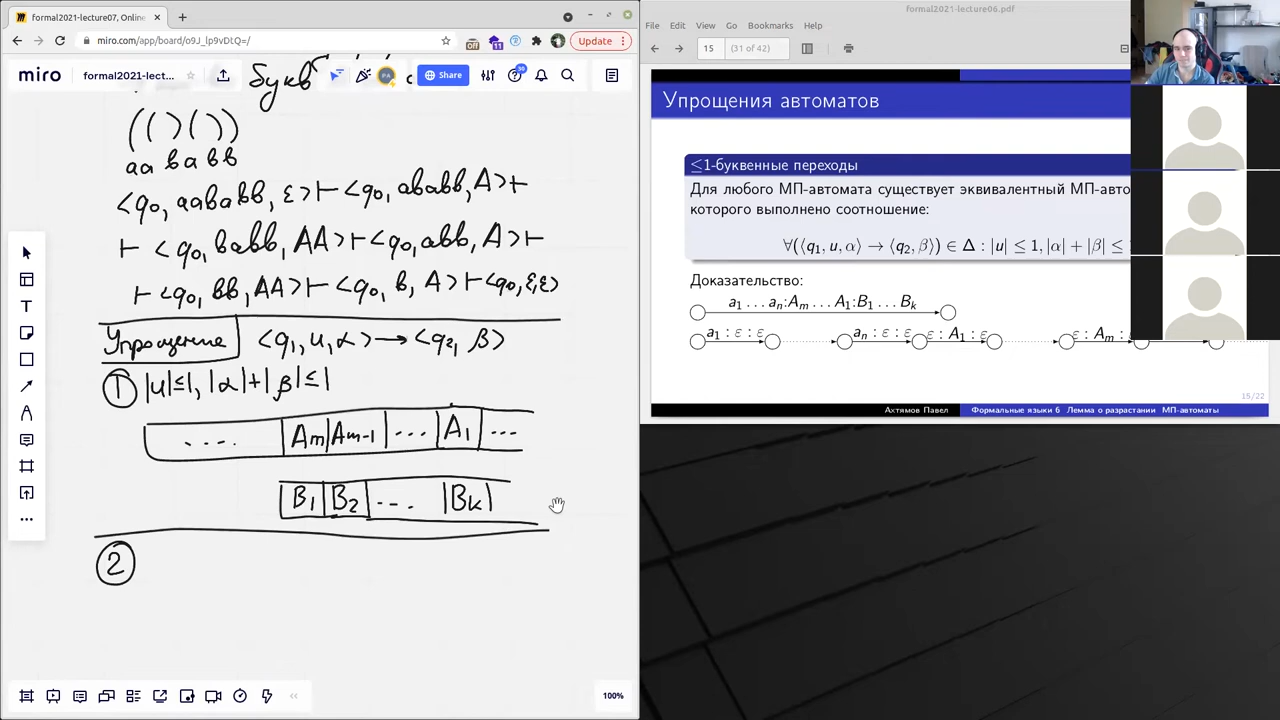 formal2021-lecture07, Online
miro.com/app/board/o9J_lp9vDtQ=/
Update
miro
formal2021-lect...
Share
букв
(()())
aababb
<q0, aababb, ε> ⊢ <q0, ababb, A> ⊢
⊢ <q0, babb, AA> ⊢ <q0, abb, A> ⊢
⊢ <q0, bb, AA> ⊢ <q0, b, A> ⊢ <q0, ε, ε>
Упрощение <q1, u, α> → <q2, β>
① |u|≤1, |α|+|β|≤1
.... Am Am-1 ... A1 ...
B1 B2 ... Bk
②
100%
formal2021-lecture06.pdf
File Edit View Go Bookmarks Help
15 (31 of 42)
Упрощения автоматов
≤1-буквенные переходы
Для любого МП-автомата существует эквивалентный МП-авто
которого выполнено соотношение:
∀(⟨q1, u, α⟩ → ⟨q2, β⟩) ∈ Δ : |u| ≤ 1, |α| + |β| ≤
Доказательство:
a1 ... an:Am ... A1:B1 ... Bk
a1 : ε : ε an : ε : ε ε : A1 : ε ε : Am :
15/22
Ахтямов Павел Формальные языки 6 Лемма о разрастании МП-автоматы